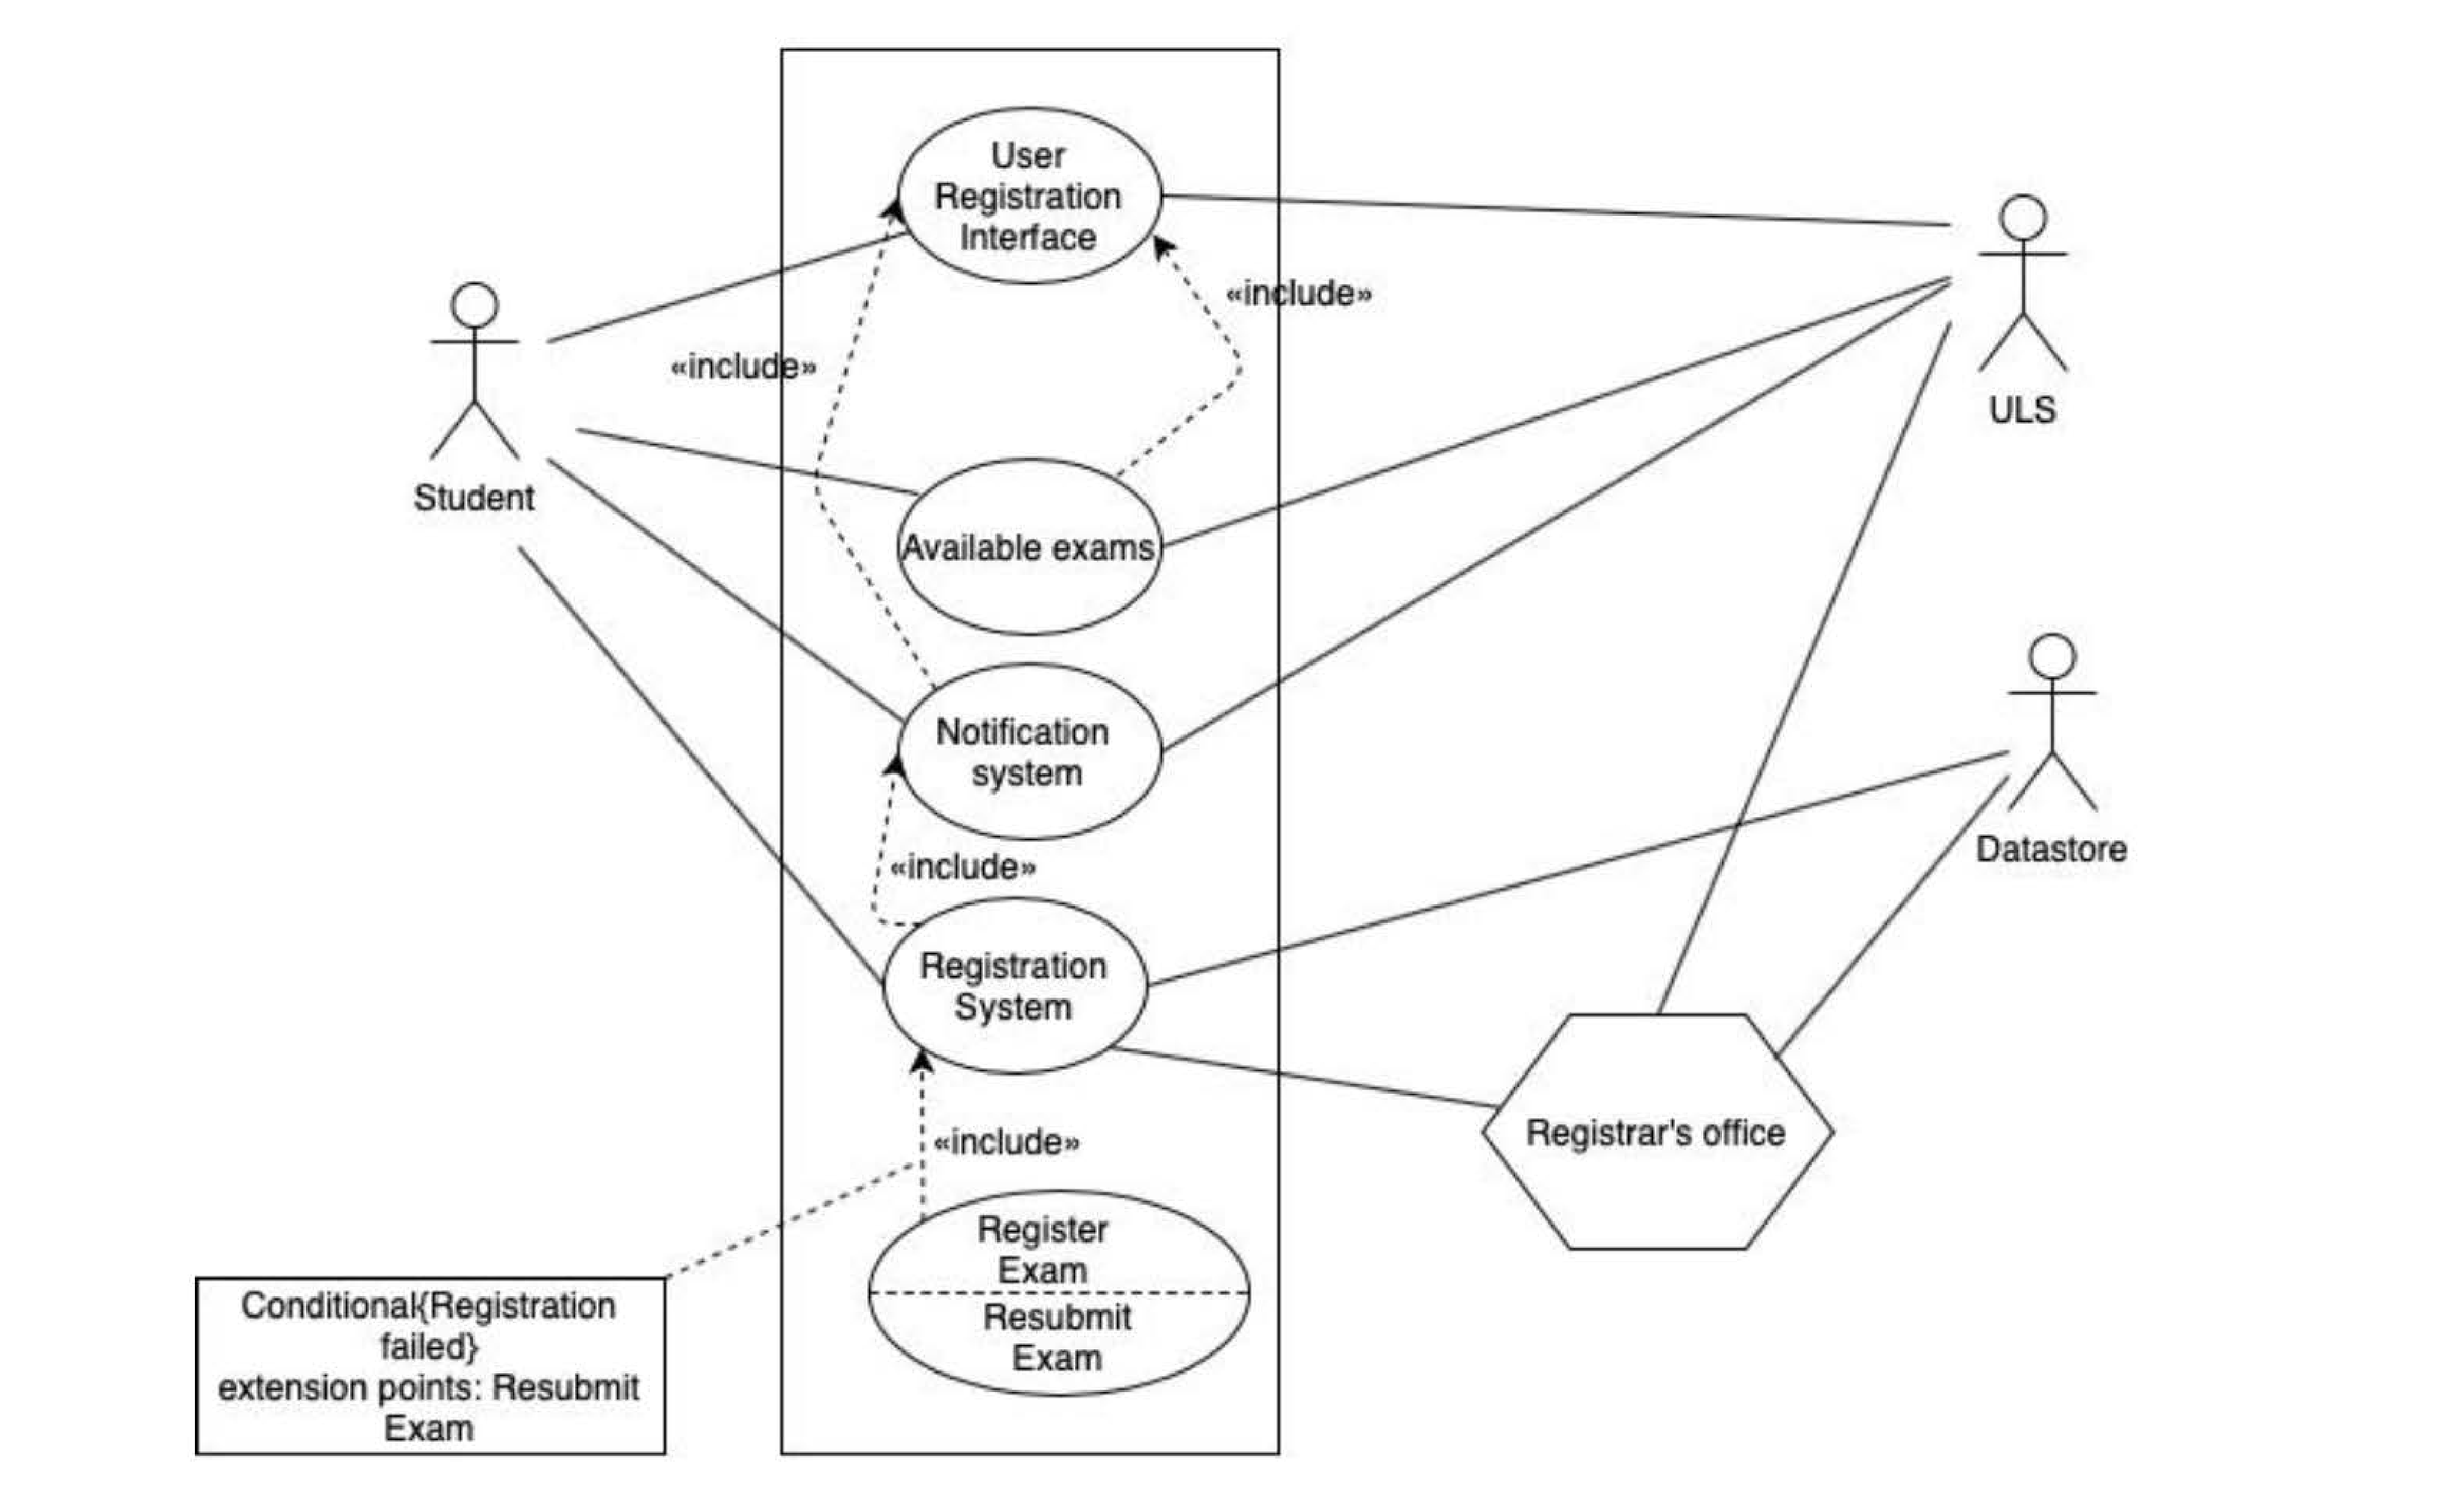 User
Registration
Interface
«include»
«include»
Student
ULS
Available exams
Notification
system
Datastore
«include»
Registration
System
Registrar's office
«include»
Register
Exam
Resubmit
Exam
Conditional{Registration
failed}
extension points: Resubmit
Exam